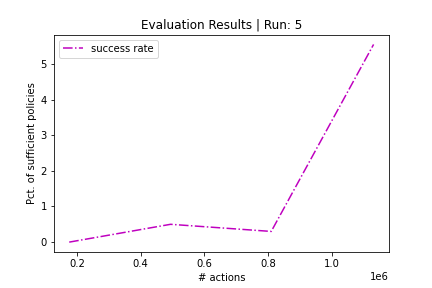 Evaluation Results | Run: 5
success rate
Pct. of sufficient policies
5
4
3
2
1
0
0.2 0.4 0.6 0.8 1.0
1e6
# actions